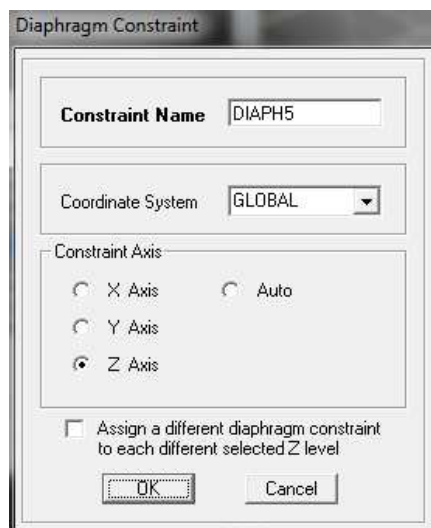 Diaphragm Constraint
Constraint Name DIAPH5
Coordinate System GLOBAL
Constraint Axis
X Axis Auto
Y Axis
Z Axis
Assign a different diaphragm constraint
to each different selected Z level
OK Cancel